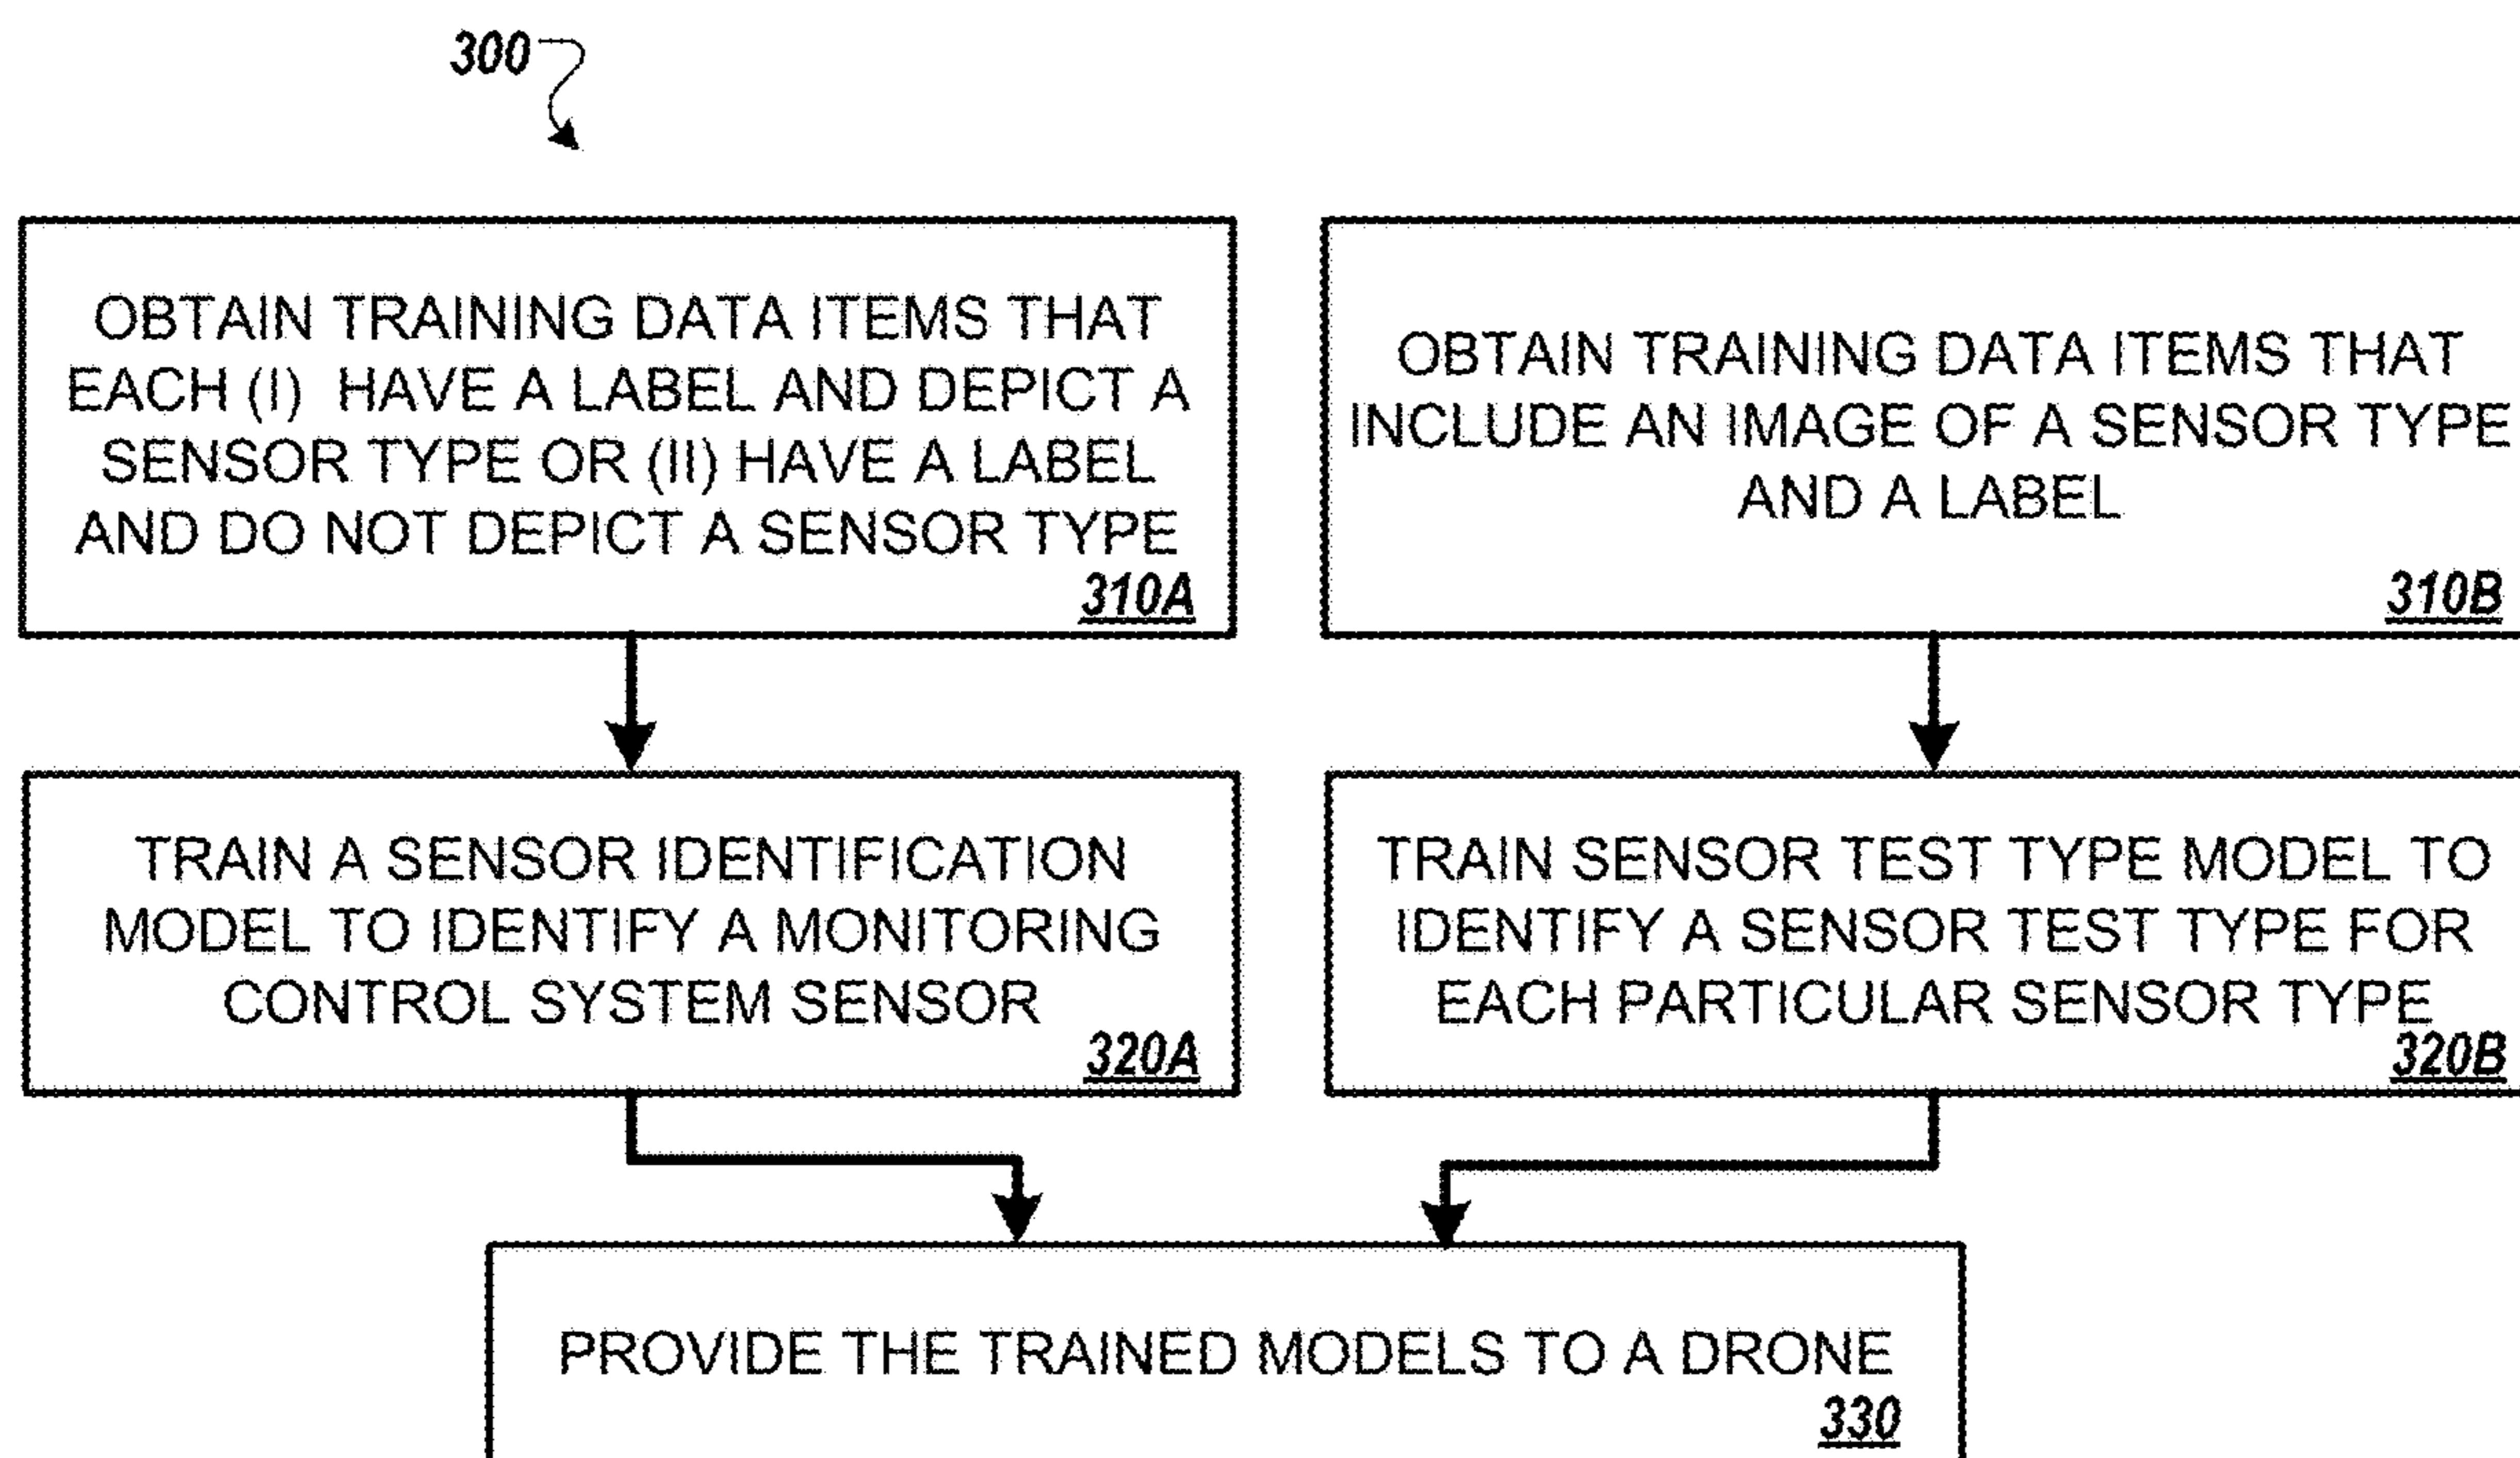 300
OBTAIN TRAINING DATA ITEMS THAT
EACH (I) HAVE A LABEL AND DEPICT A
SENSOR TYPE OR (II) HAVE A LABEL
AND DO NOT DEPICT A SENSOR TYPE
310A
OBTAIN TRAINING DATA ITEMS THAT
INCLUDE AN IMAGE OF A SENSOR TYPE
AND A LABEL
310B
TRAIN A SENSOR IDENTIFICATION
MODEL TO IDENTIFY A MONITORING
CONTROL SYSTEM SENSOR
320A
TRAIN SENSOR TEST TYPE MODEL TO
IDENTIFY A SENSOR TEST TYPE FOR
EACH PARTICULAR SENSOR TYPE
320B
PROVIDE THE TRAINED MODELS TO A DRONE
330